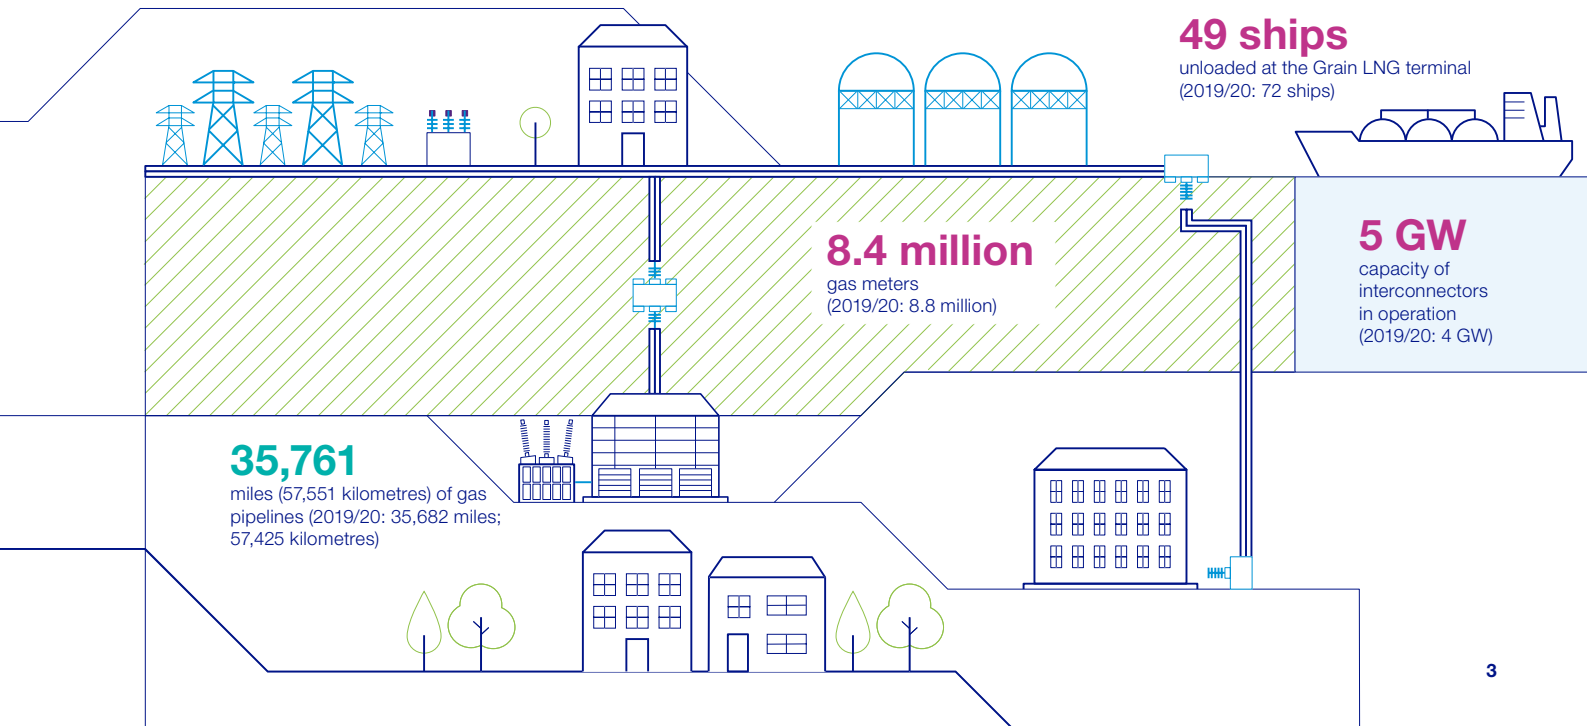 49 ships
unloaded at the Grain LNG terminal
(2019/20: 72 ships)
8.4 million
gas meters
(2019/20: 8.8 million)
5 GW
capacity of
interconnectors
in operation
(2019/20: 4 GW)
35,761
miles (57,551 kilometres) of gas
pipelines (2019/20: 35,682 miles;
57,425 kilometres)
3